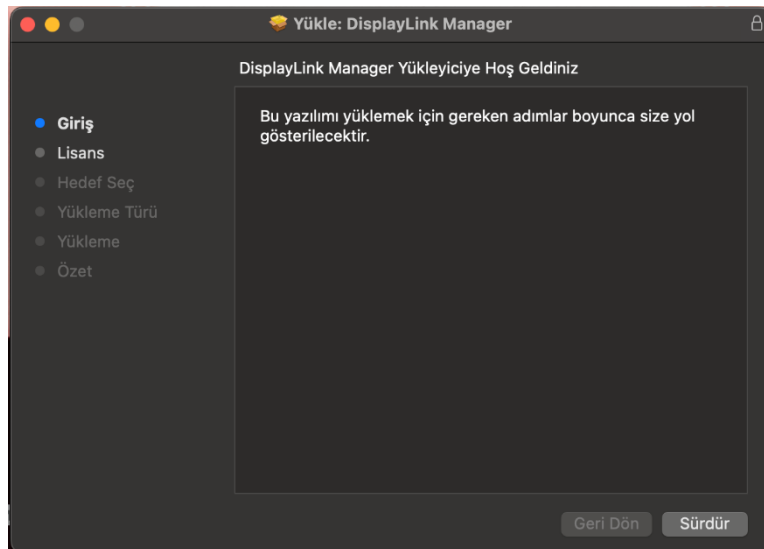 Yükle: DisplayLink Manager
DisplayLink Manager Yükleyiciye Hoş Geldiniz
Giriş
Lisans
Hedef Seç
Yükleme Türü
Yükleme
Özet
Bu yazılımı yüklemek için gereken adımlar boyunca size yol
gösterilecektir.
Geri Dön
Sürdür